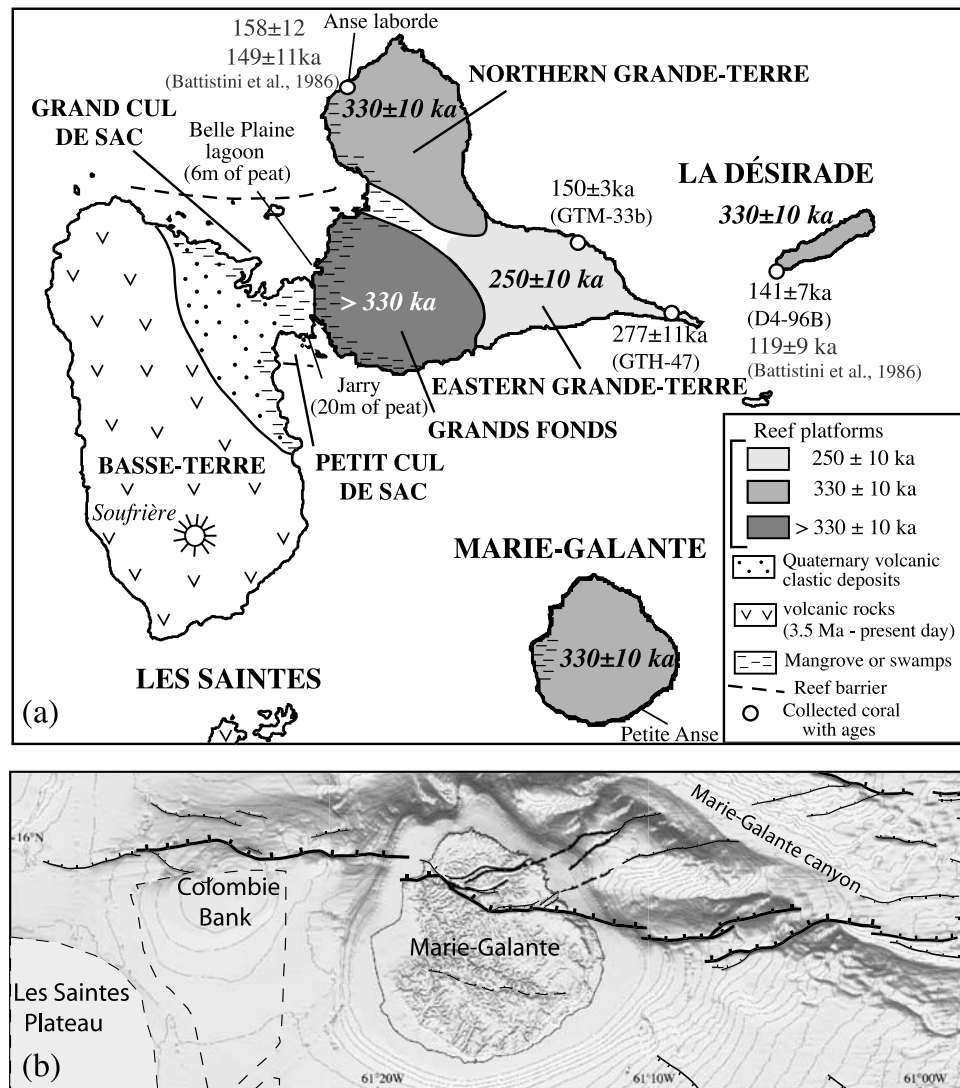 158±12
149±11ka
(Battistini et al., 1986)
Anse laborde
NORTHERN GRANDE-TERRE
330±10 ka
GRAND CUL
DE SAC
Belle Plaine
lagoon
(6m of peat)
LA DÉSIRADE
330±10 ka
150±3ka
(GTM-33b)
> 330 ka
250±10 ka
141±7ka
(D4-96B)
119±9 ka
(Battistini et al., 1986)
277±11ka
(GTH-47)
EASTERN GRANDE-TERRE
Jarry
(20m of peat)
GRANDS FONDS
PETIT CUL
DE SAC
BASSE-TERRE
Soufrière
MARIE-GALANTE
330±10 ka
Petite Anse
LES SAINTES
Reef platforms
250 ± 10 ka
330 ± 10 ka
> 330 ± 10 ka
Quaternary volcanic
clastic deposits
volcanic rocks
(3.5 Ma - present day)
Mangrove or swamps
Reef barrier
Collected coral
with ages
(a)
16°N
Marie-Galante canyon
Colombie
Bank
Marie-Galante
Les Saintes
Plateau
(b)
61°20W
61°10W
61°00W